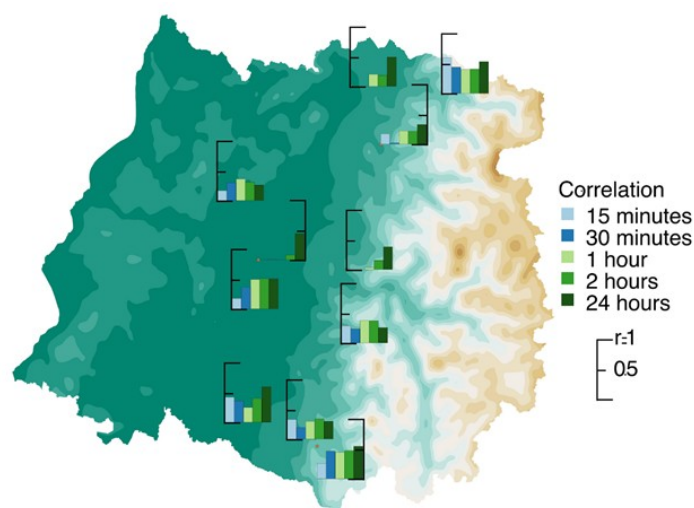 Correlation
15 minutes
30 minutes
1 hour
2 hours
24 hours
r=1
0.5